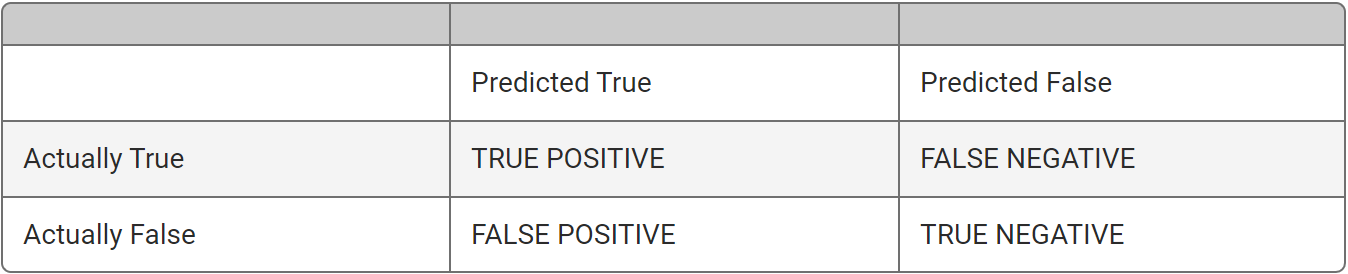 Predicted True Predicted False
Actually True TRUE POSITIVE FALSE NEGATIVE
Actually False FALSE POSITIVE TRUE NEGATIVE